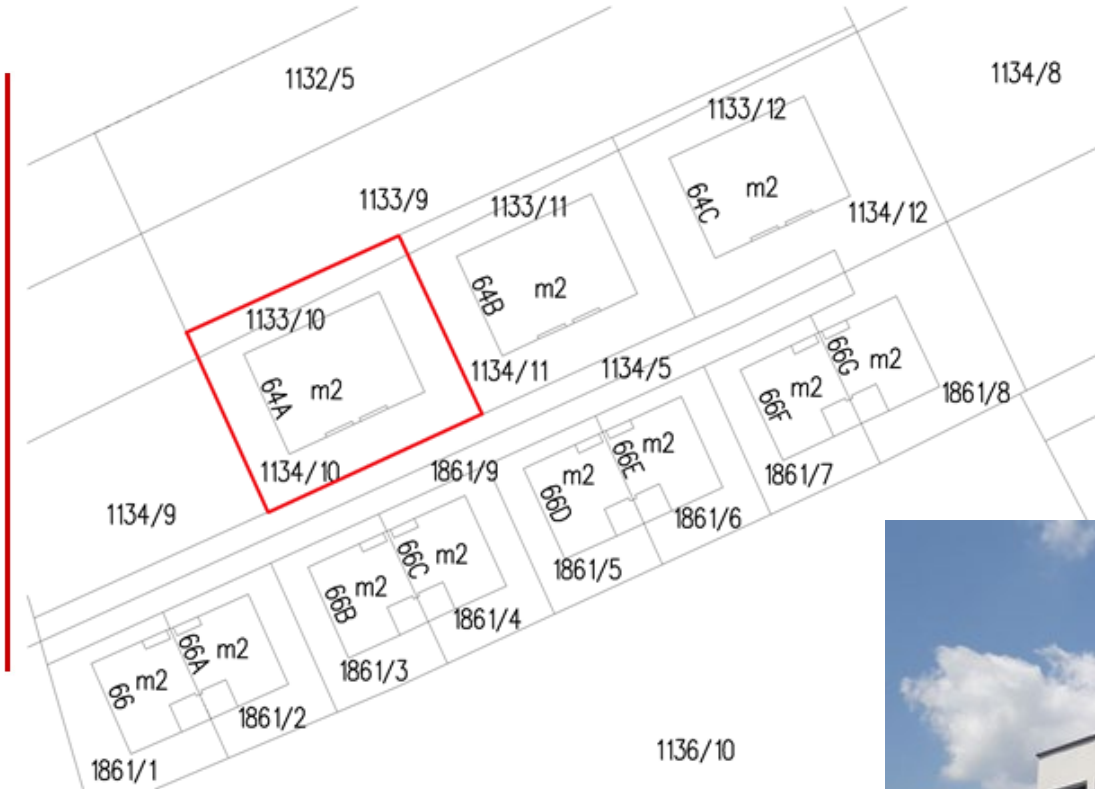 1132/5
1134/8
1133/12
m2
64C
1133/9
1133/11
1134/12
m2
64B
1133/10
m2
64A
1134/11
1134/5
66G
m2
m2
66F
1861/8
1134/10
1861/9
1134/9
m2
66E
m2
66D
1861/7
1861/6
66C
m2
m2
66B
1861/5
1861/4
66A
m2
m2
66
1861/3
1861/2
1861/1
1136/10